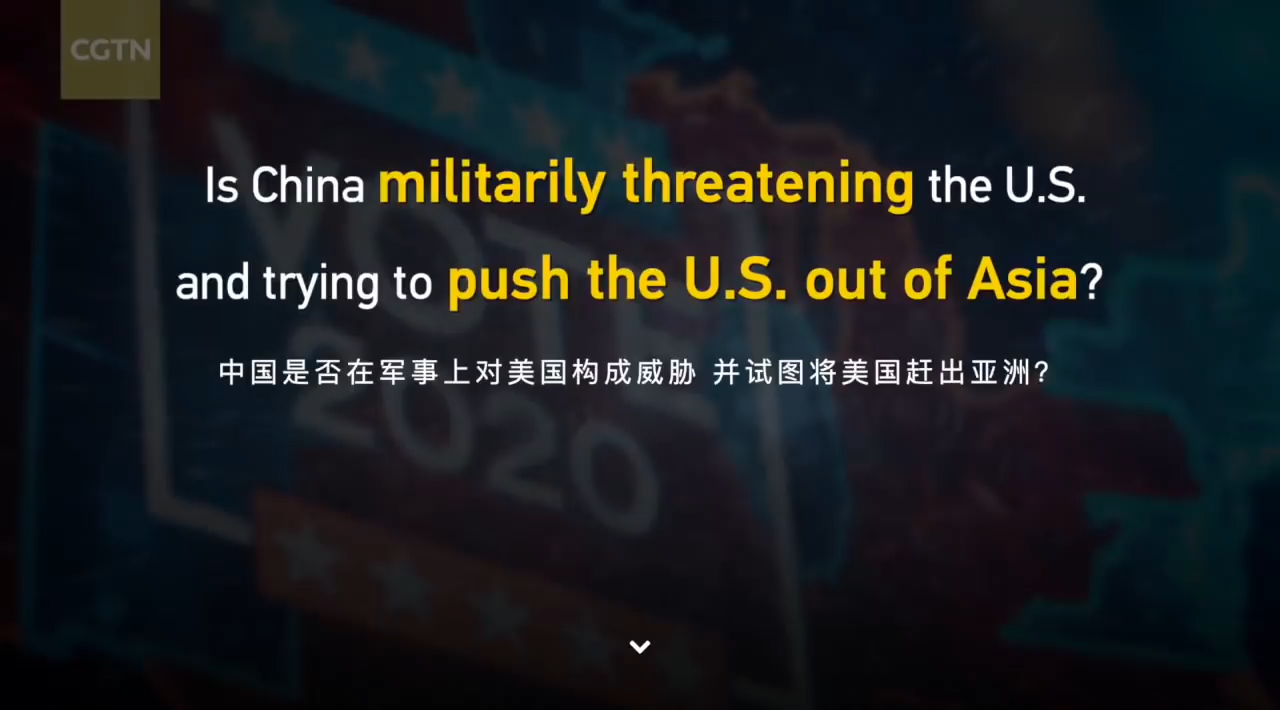 CGTN
Is China militarily threatening the U.S.
and trying to push the U.S. out of Asia?
中国是否在军事上对美国构成威胁 并试图将美国赶出亚洲?
VOTE
2020